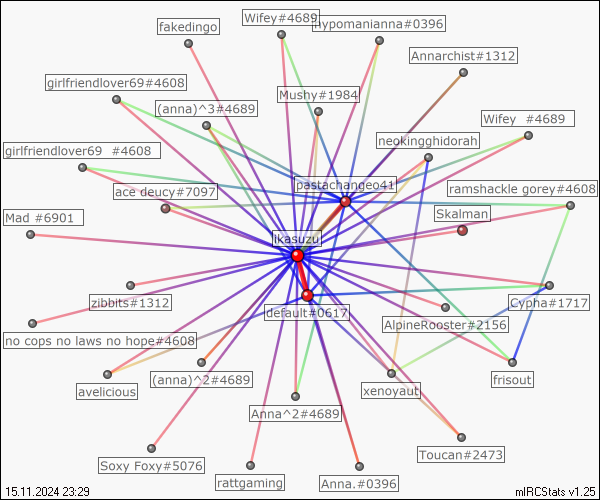 fakedingo
Wifey#4689
hypomanianna#0396
Annarchist#1312
girlfriendlover69#4608
(anna)^3#4689
Mushy#1984
Wifey  #4689
neokingghidorah
girlfriendlover69  #4608
ace deucy#7097
pastachangeo41
ramshackle gorey#4608
Mad #6901
Skalman
ikasuzu
zibbits#1312
default#0617
Cypha#1717
AlpineRooster#2156
no cops no laws no hope#4608
avelicious
(anna)^2#4689
xenoyaut
frisout
Anna^2#4689
Toucan#2473
Soxy Foxy#5076
rattgaming
Anna.#0396
15.11.2024 23:29
mIRCStats v1.25